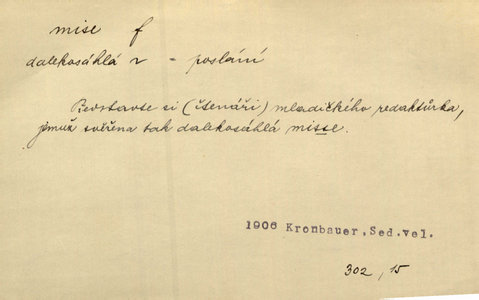 mise f
dalekosáhlá ~ = poslání
Představte si (čtenáři) mladičkého redaktůrka,
jemuž svěřena tak dalekosáhlá misse.
1906 Kronbauer, Sed.vel.
302, 15